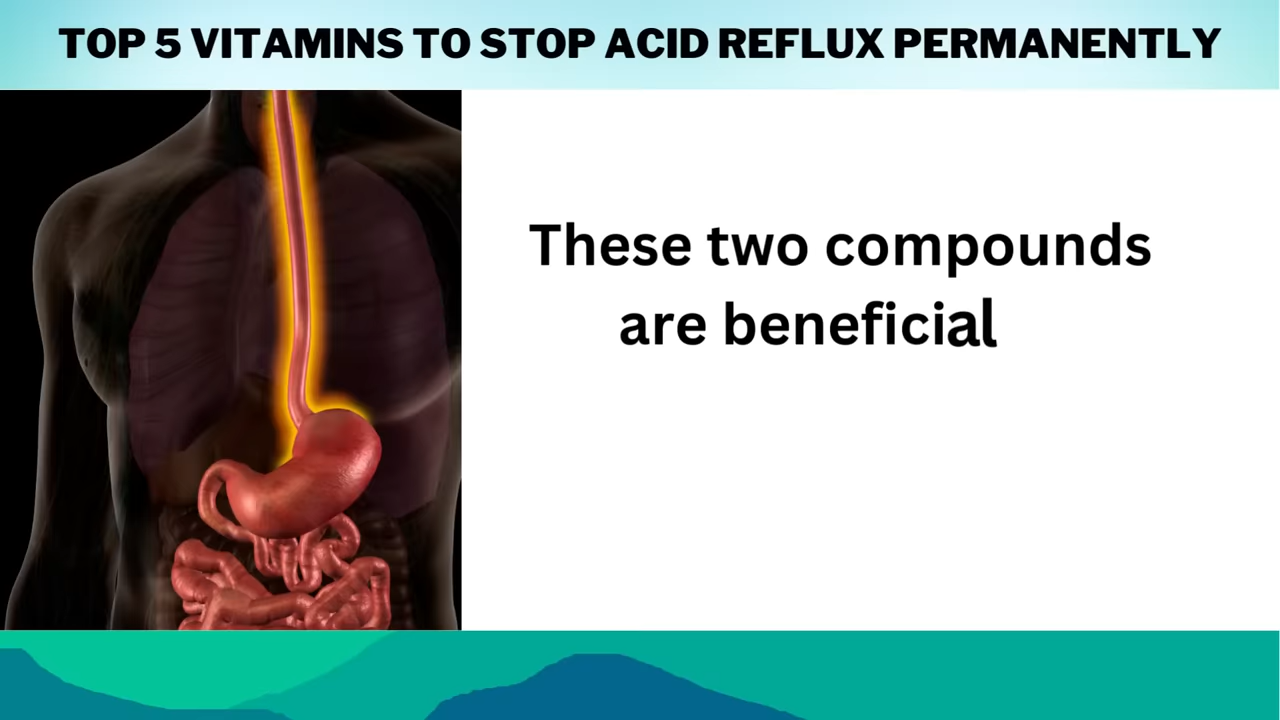 TOP 5 VITAMINS TO STOP ACID REFLUX PERMANENTLY
These two compounds
are beneficial